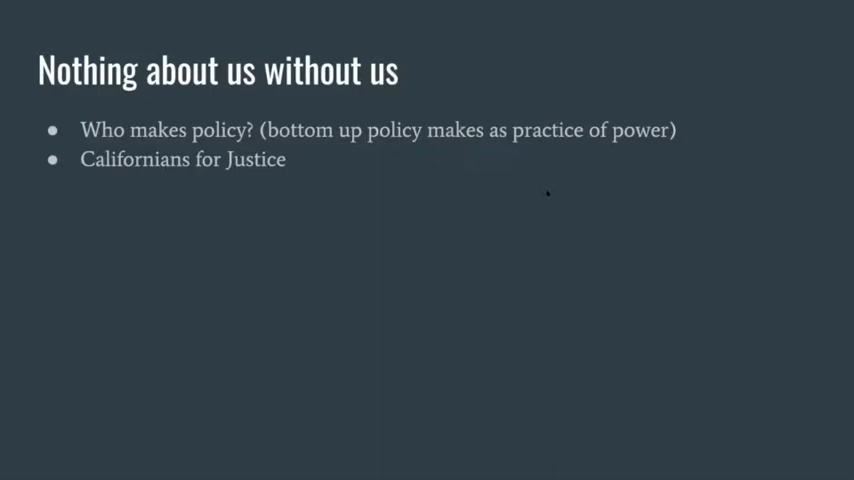 Nothing about us without us
● Who makes policy? (bottom up policy makes as practice of power)
● Californians for Justice